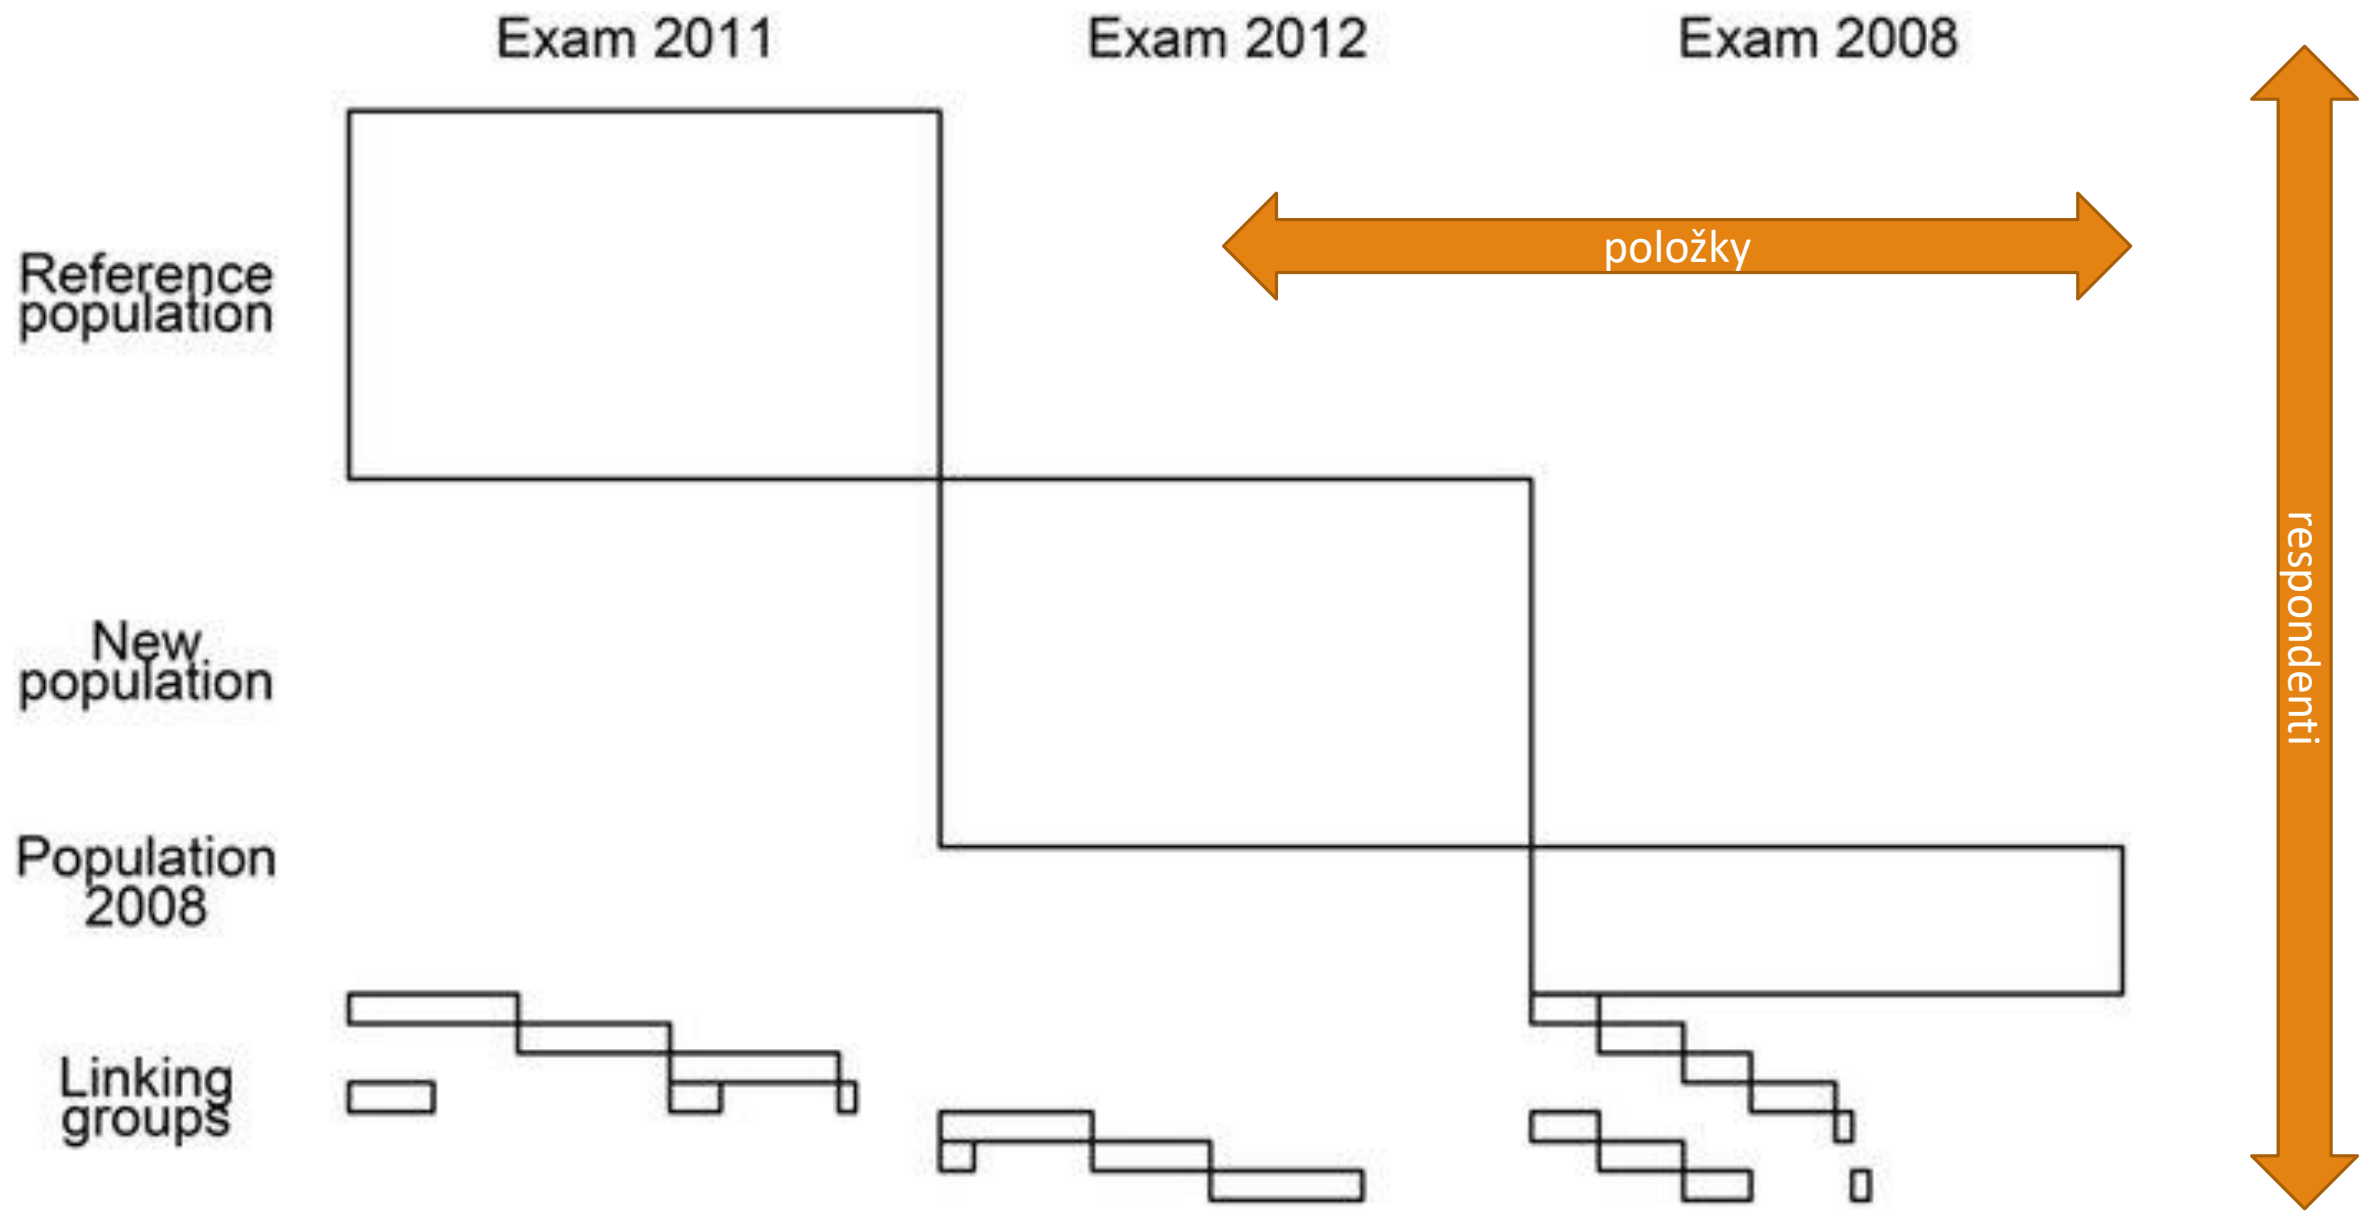 Exam 2011
Exam 2012
Exam 2008
položky
Reference
population
respondenti
New
population
Population
2008
Linking
groups